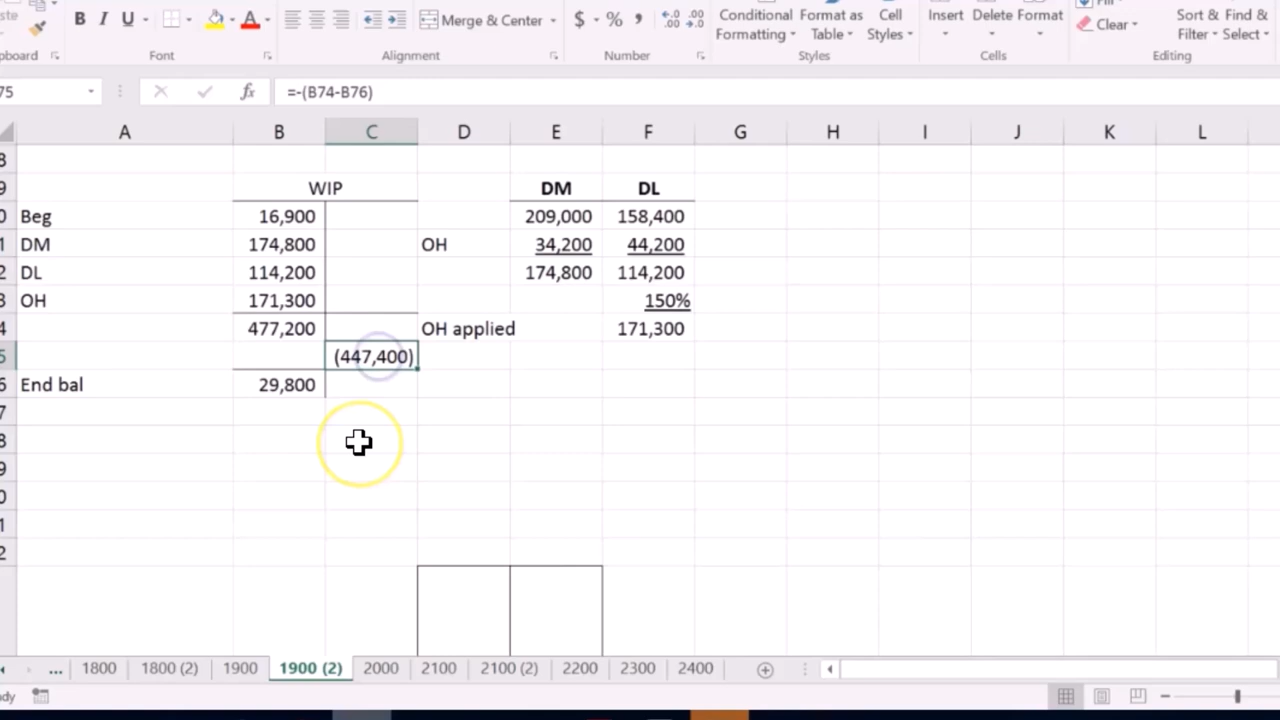 B I U A Merge & Center $ % , Conditional Format as Cell Insert Delete Format Clear Sort & Find &
Formatting Table Styles Filter Select
Font Alignment Number Styles Cells Editing
75 fx =-(B74-B76)
A B C D E F G H I J K L
8
9 WIP DM DL
0 Beg 16,900 209,000 158,400
1 DM 174,800 OH 34,200 44,200
2 DL 114,200 174,800 114,200
3 OH 171,300 150%
4 477,200 OH applied 171,300
5 (447,400)
6 End bal 29,800
7
8
9
0
1
2
... 1800 1800 (2) 1900 1900 (2) 2000 2100 2100 (2) 2200 2300 2400